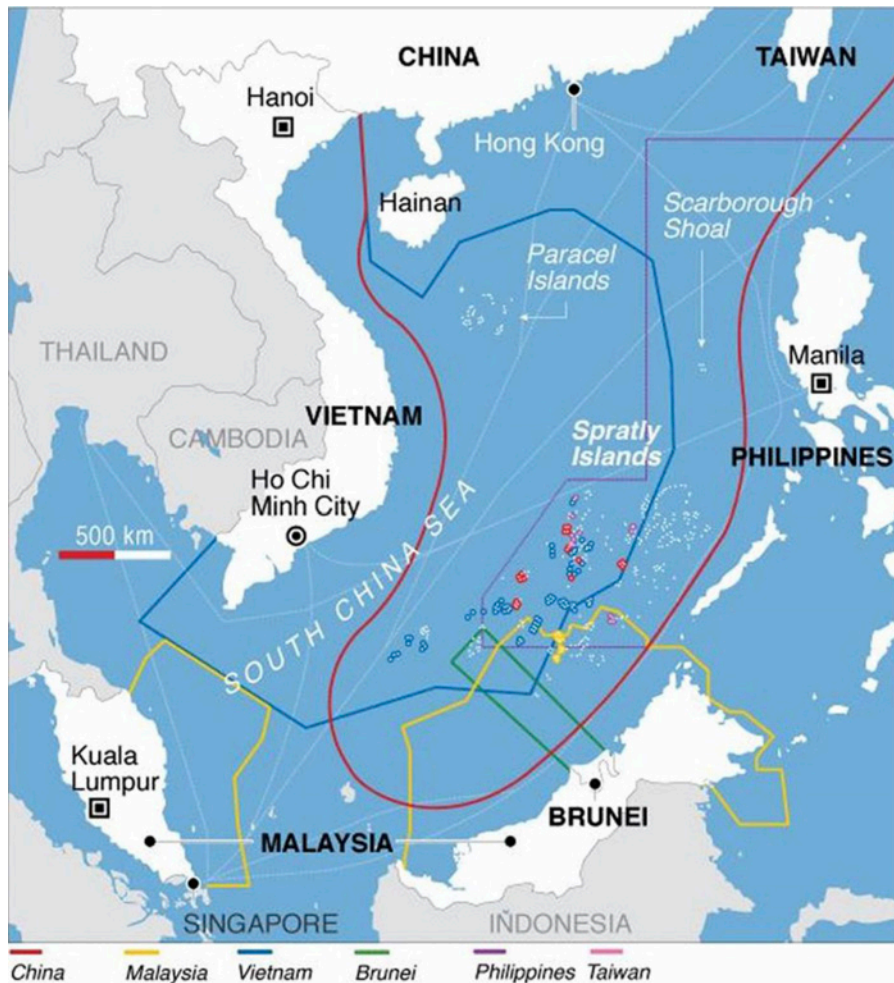 CHINA
TAIWAN
Hanoi
Hong Kong
Hainan
Scarborough
Shoal
Paracel
Islands
THAILAND
Manila
VIETNAM
CAMBODIA
Spratly
Islands
PHILIPPINES
Ho Chi
Minh City
500 km
SOUTH CHINA SEA
Kuala
Lumpur
BRUNEI
MALAYSIA
SINGAPORE
INDONESIA
China
Malaysia
Vietnam
Brunei
Philippines
Taiwan